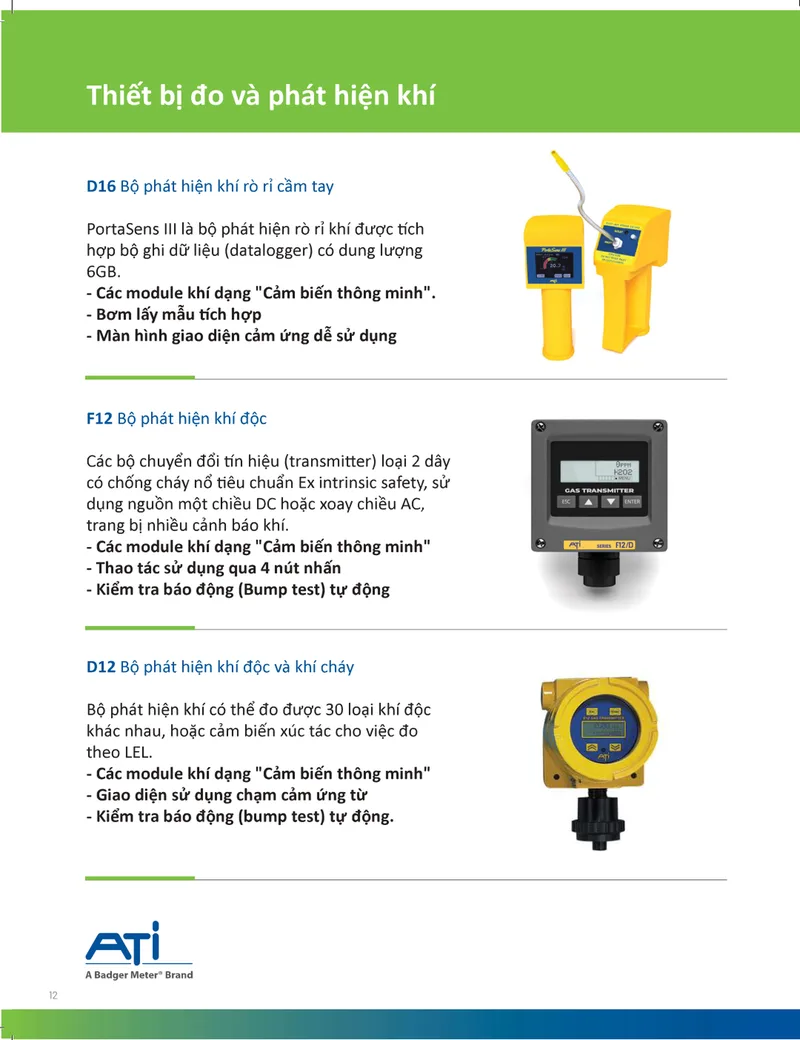 Thiết bị đo và phát hiện khí
D16 Bộ phát hiện khí rò rỉ cầm tay
PortaSens III là bộ phát hiện rò rỉ khí được tích
hợp bộ ghi dữ liệu (datalogger) có dung lượng
6GB.
- Các module khí dạng "Cảm biến thông minh".
- Bơm lấy mẫu tích hợp
- Màn hình giao diện cảm ứng dễ sử dụng
PortaSens III
F12 Bộ phát hiện khí độc
Các bộ chuyển đổi tín hiệu (transmitter) loại 2 dây
có chống cháy nổ tiêu chuẩn Ex intrinsic safety, sử
dụng nguồn một chiều DC hoặc xoay chiều AC,
trang bị nhiều cảnh báo khí.
- Các module khí dạng "Cảm biến thông minh"
- Thao tác sử dụng qua 4 nút nhấn
- Kiểm tra báo động (Bump test) tự động
0PPM
H2O2
GAS TRANSMITTER
ESC
ENTER
ATi SERIES F12/D
D12 Bộ phát hiện khí độc và khí cháy
Bộ phát hiện khí có thể đo được 30 loại khí độc
khác nhau, hoặc cảm biến xúc tác cho việc đo
theo LEL.
- Các module khí dạng "Cảm biến thông minh"
- Giao diện sử dụng chạm cảm ứng từ
- Kiểm tra báo động (bump test) tự động.
ATi
ATi
A Badger Meter® Brand
12